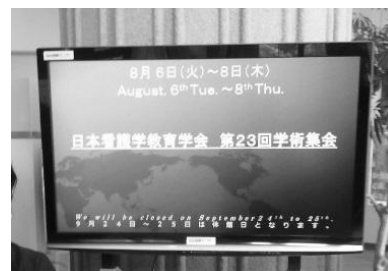 8月6日(火)～8日(木)
August. 6th Tue. ～8th Thu.
日本看護学教育学会 第23回学術集会
We will be closed on September 24th to 25th.
9月24日～25日は休館日となります。